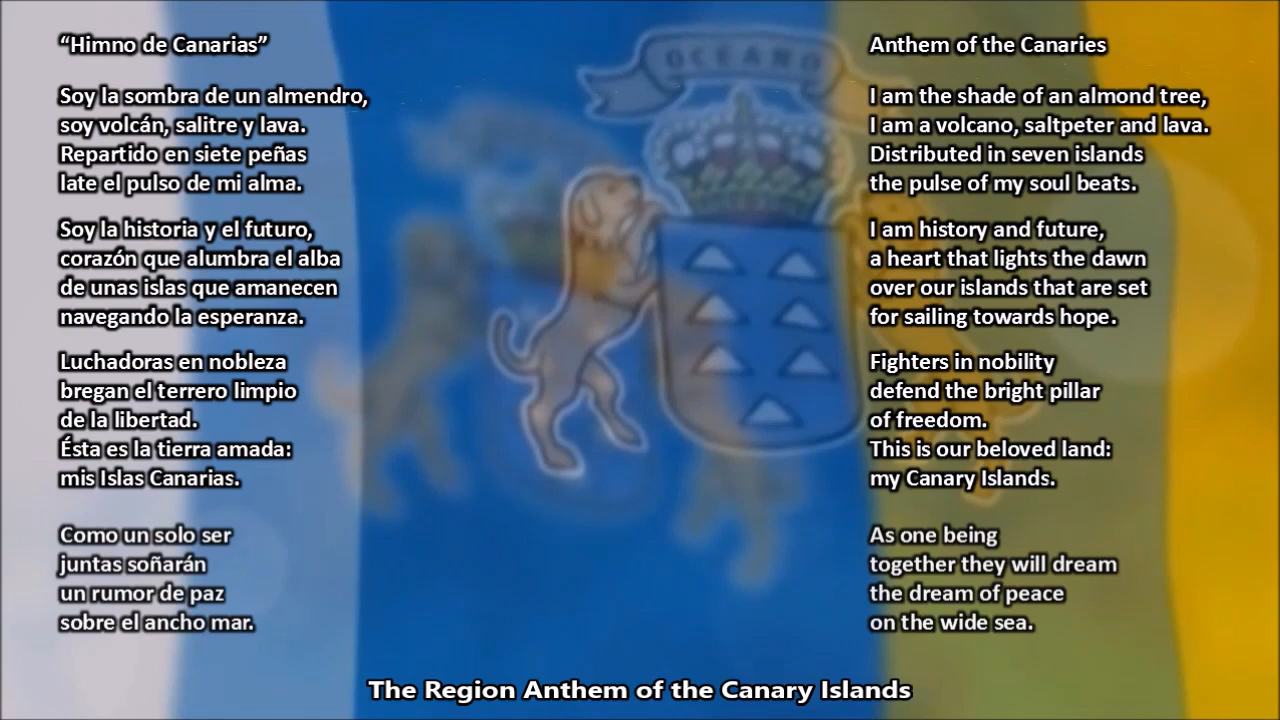 “Himno de Canarias”
Soy la sombra de un almendro,
soy volcán, salitre y lava.
Repartido en siete peñas
late el pulso de mi alma.
Soy la historia y el futuro,
corazón que alumbra el alba
de unas islas que amanecen
navegando la esperanza.
Luchadoras en nobleza
bregan el terrero limpio
de la libertad.
Ésta es la tierra amada:
mis Islas Canarias.
Como un solo ser
juntas soñarán
un rumor de paz
sobre el ancho mar.
OCEANO
Anthem of the Canaries
I am the shade of an almond tree,
I am a volcano, saltpeter and lava.
Distributed in seven islands
the pulse of my soul beats.
I am history and future,
a heart that lights the dawn
over our islands that are set
for sailing towards hope.
Fighters in nobility
defend the bright pillar
of freedom.
This is our beloved land:
my Canary Islands.
As one being
together they will dream
the dream of peace
on the wide sea.
The Region Anthem of the Canary Islands